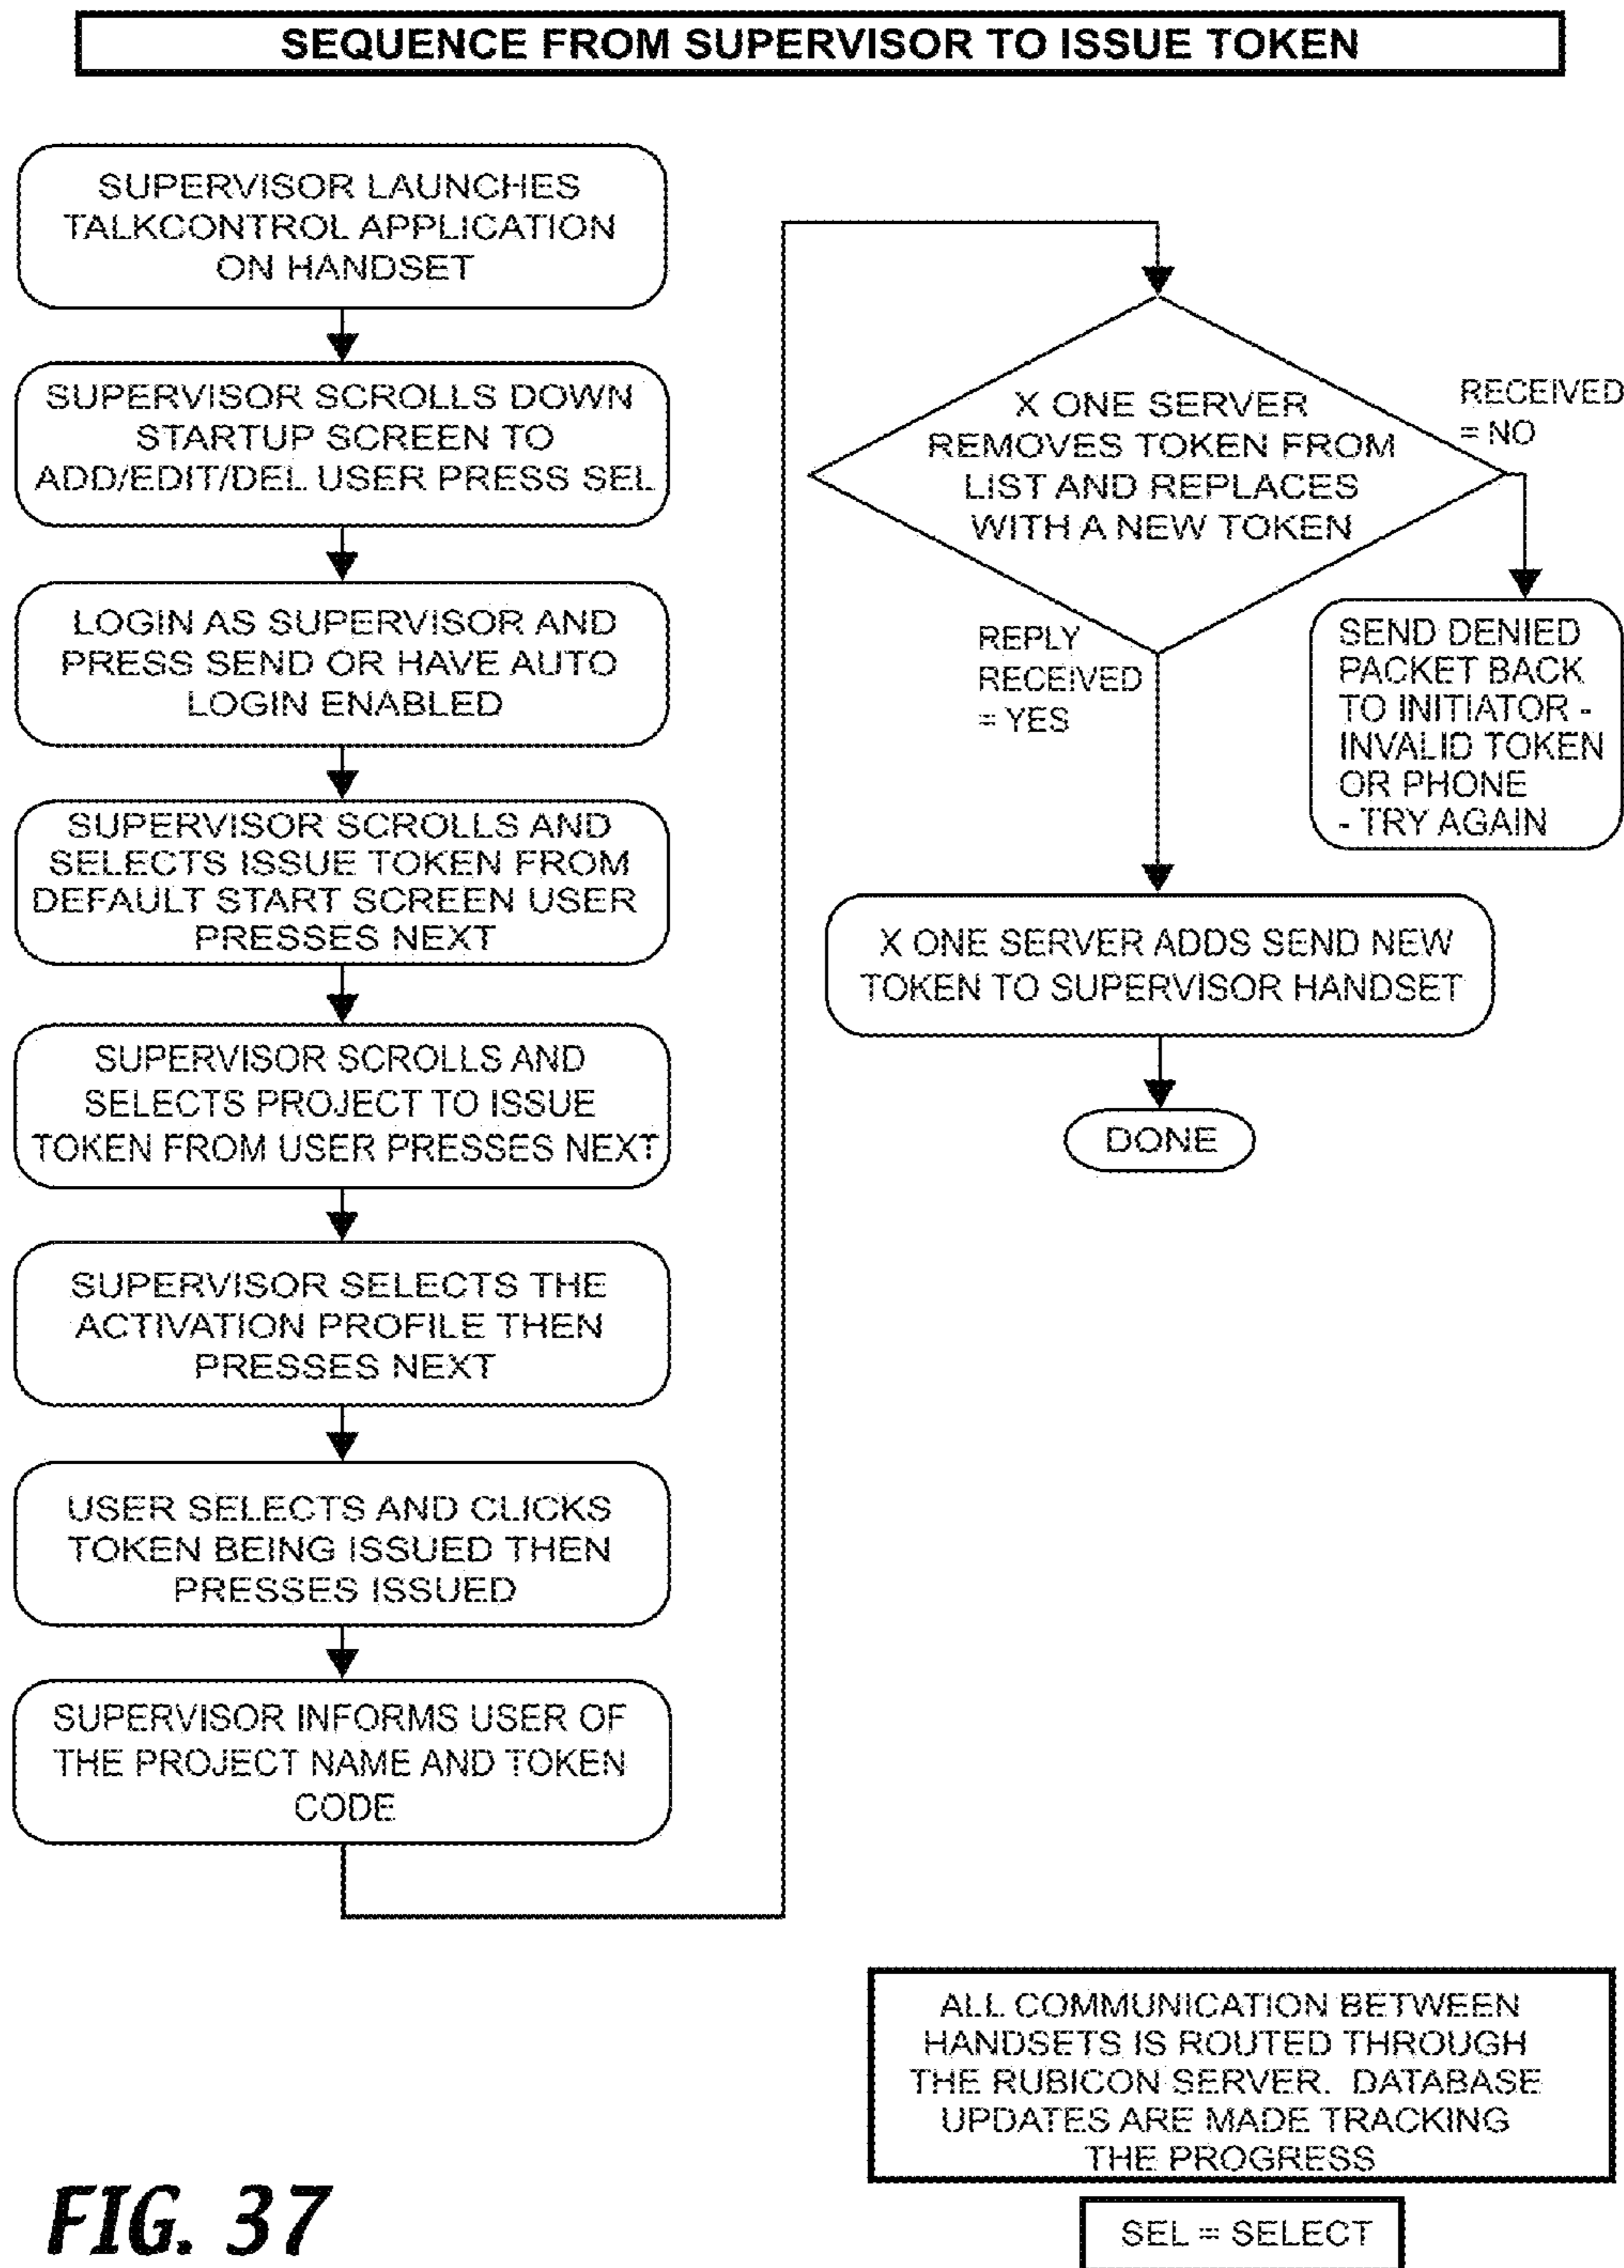 SEQUENCE FROM SUPERVISOR TO ISSUE TOKEN
SUPERVISOR LAUNCHES
TALKCONTROL APPLICATION
ON HANDSET
SUPERVISOR SCROLLS DOWN
STARTUP SCREEN TO
ADD/EDIT/DEL USER PRESS SEL
LOGIN AS SUPERVISOR AND
PRESS SEND OR HAVE AUTO
LOGIN ENABLED
SUPERVISOR SCROLLS AND
SELECTS ISSUE TOKEN FROM
DEFAULT START SCREEN USER
PRESSES NEXT
SUPERVISOR SCROLLS AND
SELECTS PROJECT TO ISSUE
TOKEN FROM USER PRESSES NEXT
SUPERVISOR SELECTS THE
ACTIVATION PROFILE THEN
PRESSES NEXT
USER SELECTS AND CLICKS
TOKEN BEING ISSUED THEN
PRESSES ISSUED
SUPERVISOR INFORMS USER OF
THE PROJECT NAME AND TOKEN
CODE
X ONE SERVER
REMOVES TOKEN FROM
LIST AND REPLACES
WITH A NEW TOKEN
RECEIVED
= NO
SEND DENIED
PACKET BACK
TO INITIATOR -
INVALID TOKEN
OR PHONE
- TRY AGAIN
REPLY
RECEIVED
= YES
X ONE SERVER ADDS SEND NEW
TOKEN TO SUPERVISOR HANDSET
DONE
ALL COMMUNICATION BETWEEN
HANDSETS IS ROUTED THROUGH
THE RUBICON SERVER. DATABASE
UPDATES ARE MADE TRACKING
THE PROGRESS
SEL = SELECT
FIG. 37